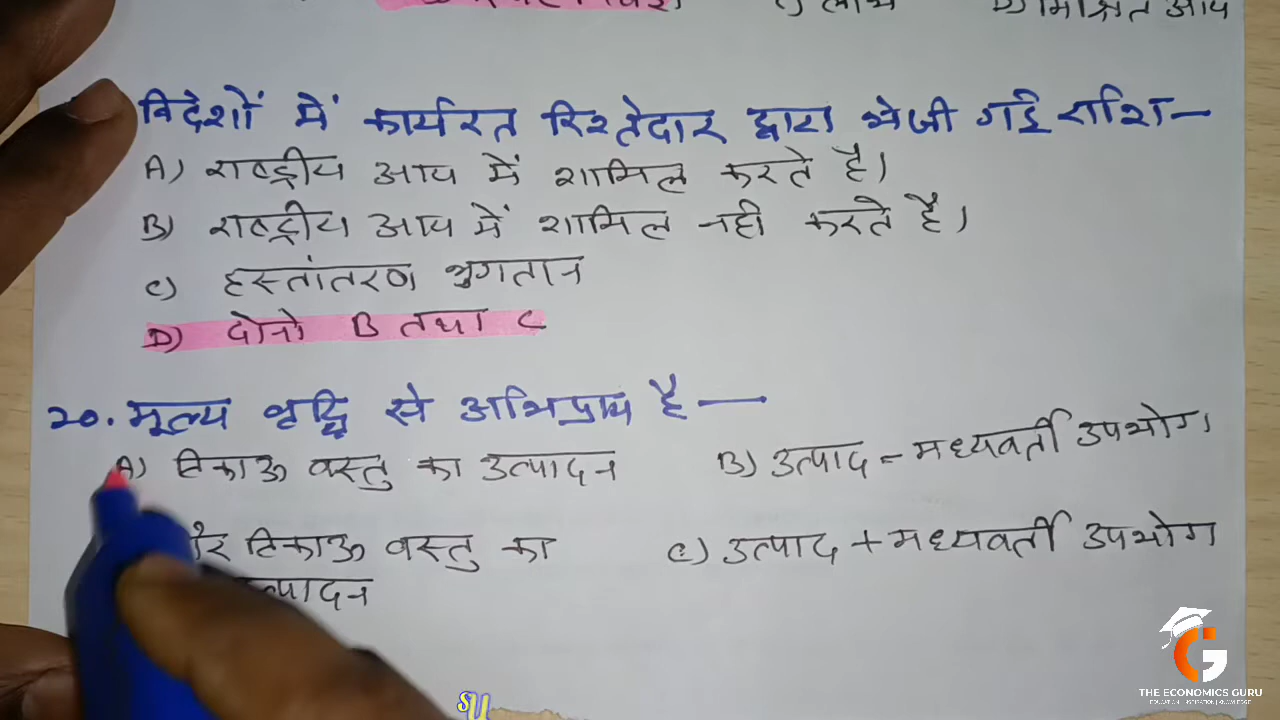 C) लाभ D) मिश्रित आय
विदेशों में कार्यरत रिश्तेदार द्वारा भेजी गई राशि—
A) राष्ट्रीय आय में शामिल करते है।
B) राष्ट्रीय आय में शामिल नही करते है।
C) हस्तांतरण भुगतान
D) दोनो B तथा C
20. मूल्य वृद्धि से अभिप्राय है —
A) टिकाऊ वस्तु का उत्पादन B) उत्पाद - मध्यवर्ती उपभोग
टिकाऊ वस्तु का C) उत्पाद + मध्यवर्ती उपभोग
THE ECONOMICS GURU